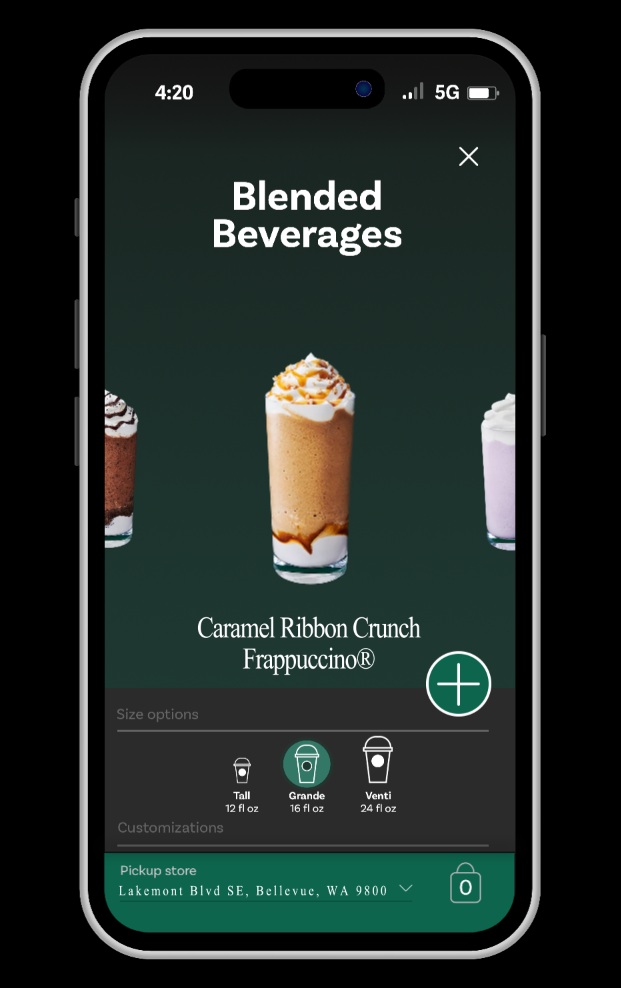 4:20
5G
Blended
Beverages
Caramel Ribbon Crunch
Frappuccino®
Size options
Tall
Grande
Venti
12 fl oz
16 fl oz
24 fl oz
Customizations
Pickup store
Lakemont Blvd SE, Bellevue, WA 9800
0